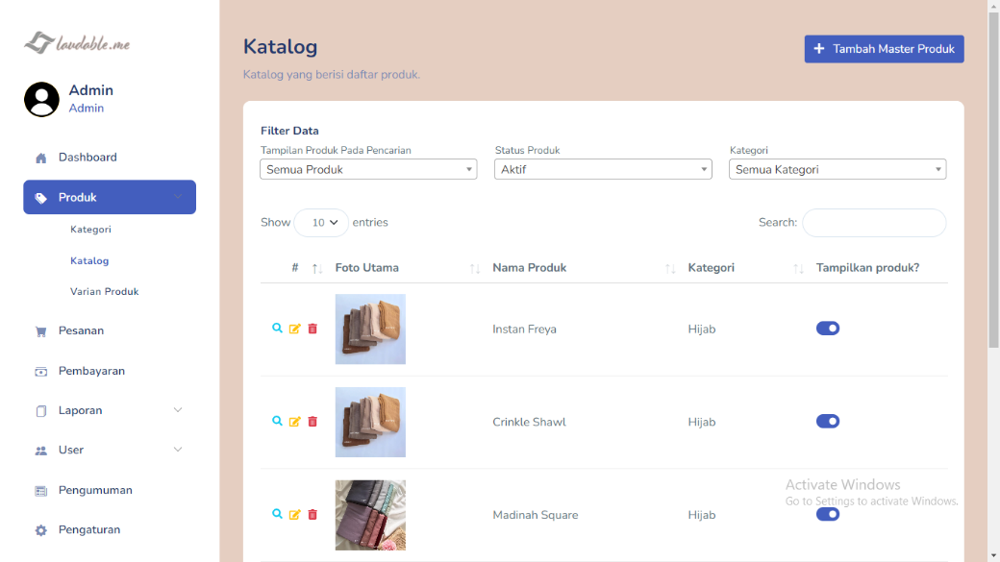 laudable.me
Admin
Admin
Dashboard
Produk
Kategori
Katalog
Varian Produk
Pesanan
Pembayaran
Laporan
User
Pengumuman
Pengaturan
Katalog
Katalog yang berisi daftar produk.
Tambah Master Produk
Filter Data
Tampilan Produk Pada Pencarian Status Produk Kategori
Semua Produk Aktif Semua Kategori
Show 10 entries Search:
# Foto Utama Nama Produk Kategori Tampilkan produk?
Instan Freya Hijab
Crinkle Shawl Hijab
Madinah Square Hijab
Activate Windows
Go to Settings to activate Windows.